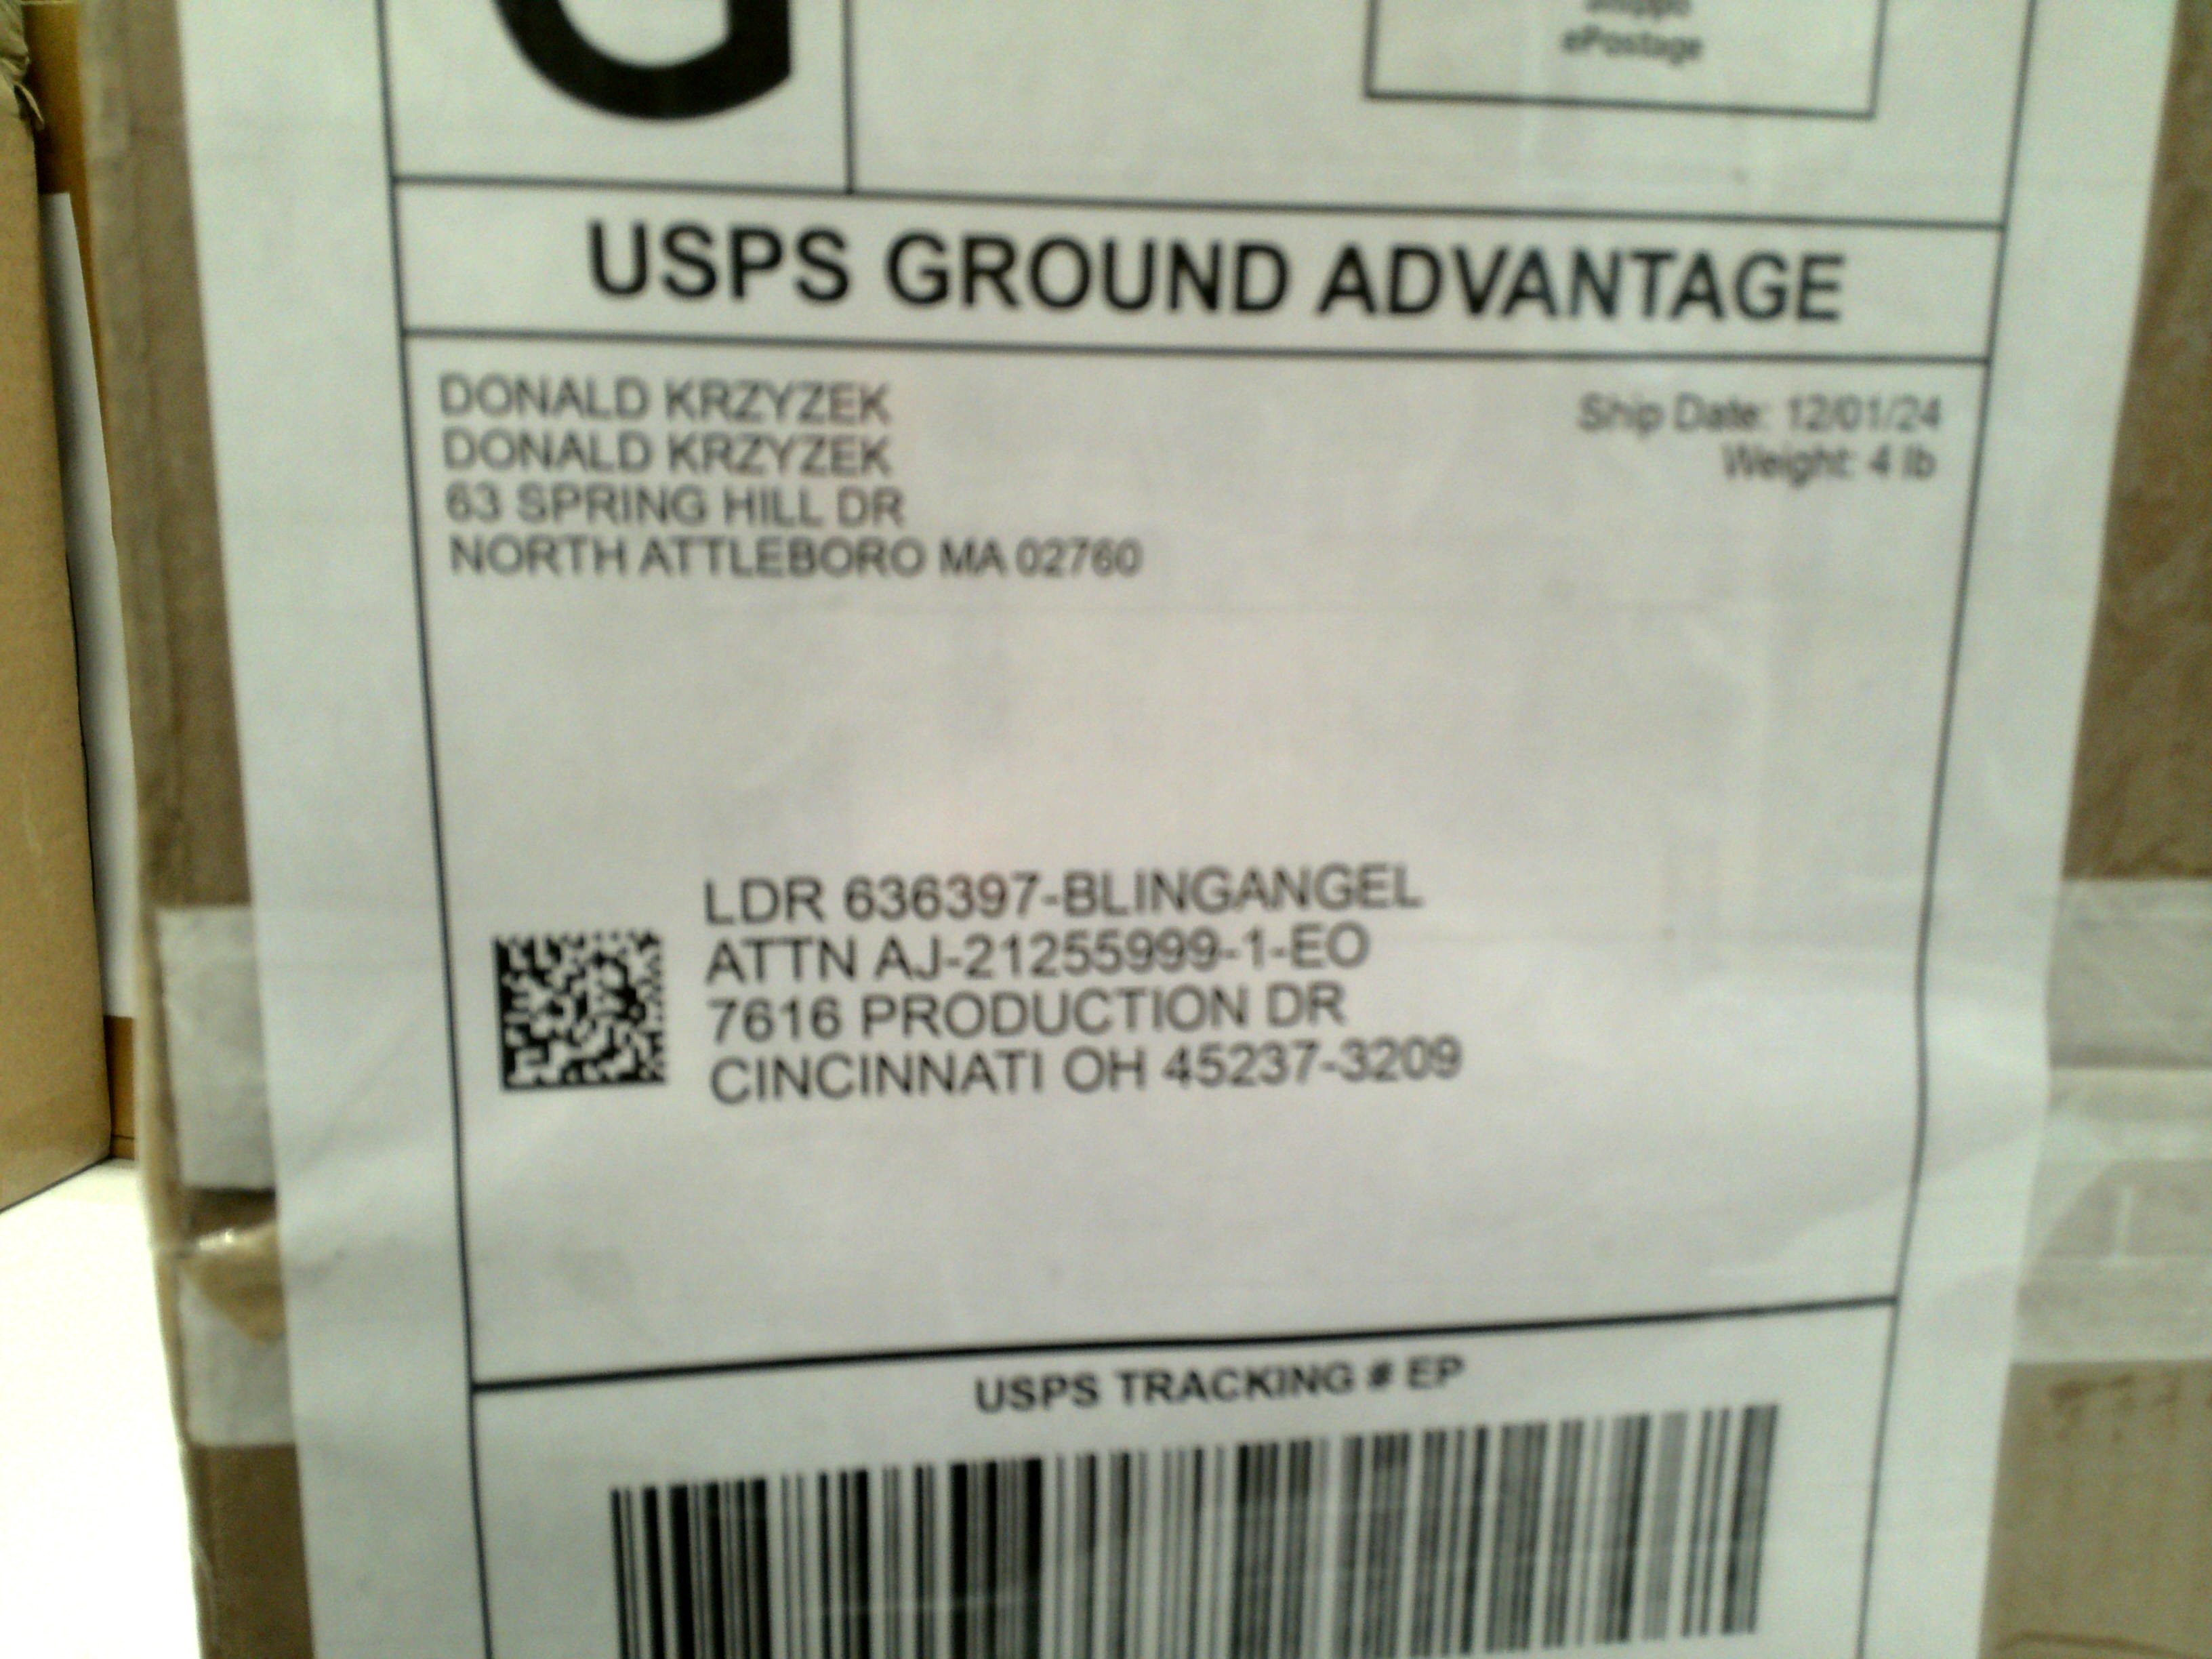 G
ePostage
USPS GROUND ADVANTAGE
DONALD KRZYZEK
DONALD KRZYZEK
63 SPRING HILL DR
NORTH ATTLEBORO MA 02760
Ship Date: 12/01/24
Weight: 4 lb
LDR 636397-BLINGANGEL
ATTN AJ-21255999-1-EO
7616 PRODUCTION DR
CINCINNATI OH 45237-3209
USPS TRACKING # EP